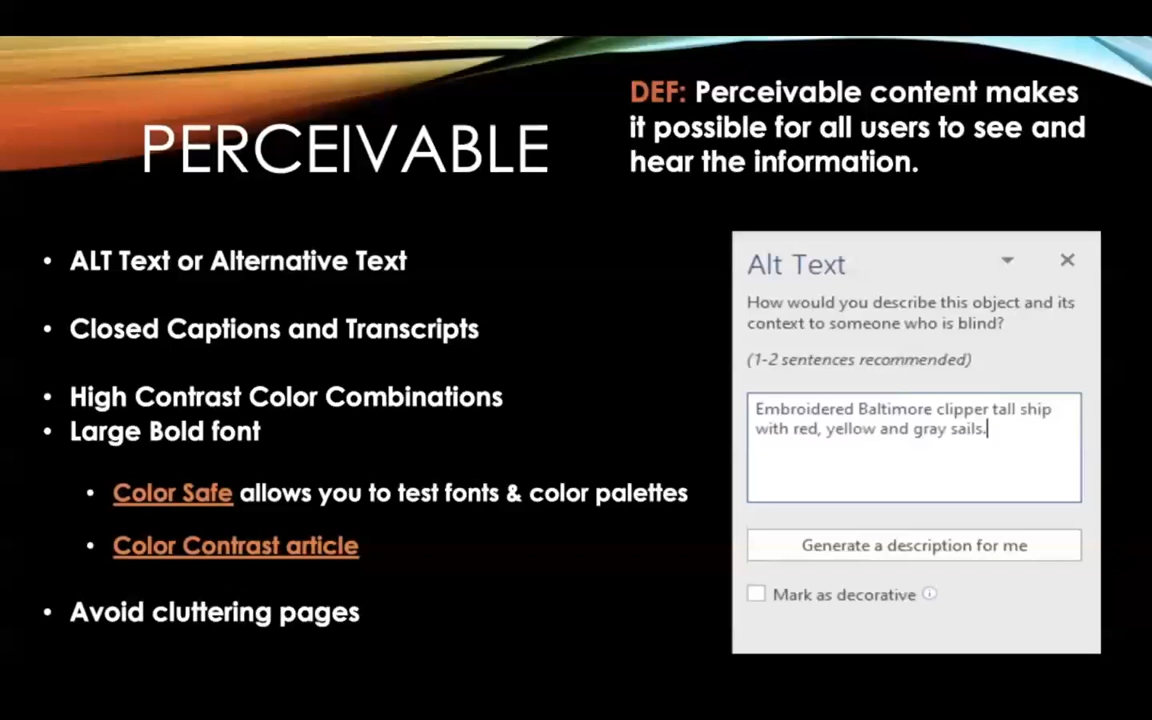 PERCEIVABLE
DEF: Perceivable content makes
it possible for all users to see and
hear the information.
• ALT Text or Alternative Text
• Closed Captions and Transcripts
• High Contrast Color Combinations
• Large Bold font
• Color Safe allows you to test fonts & color palettes
• Color Contrast article
• Avoid cluttering pages
Alt Text
How would you describe this object and its
context to someone who is blind?
(1-2 sentences recommended)
Embroidered Baltimore clipper tall ship
with red, yellow and gray sails.
Generate a description for me
Mark as decorative